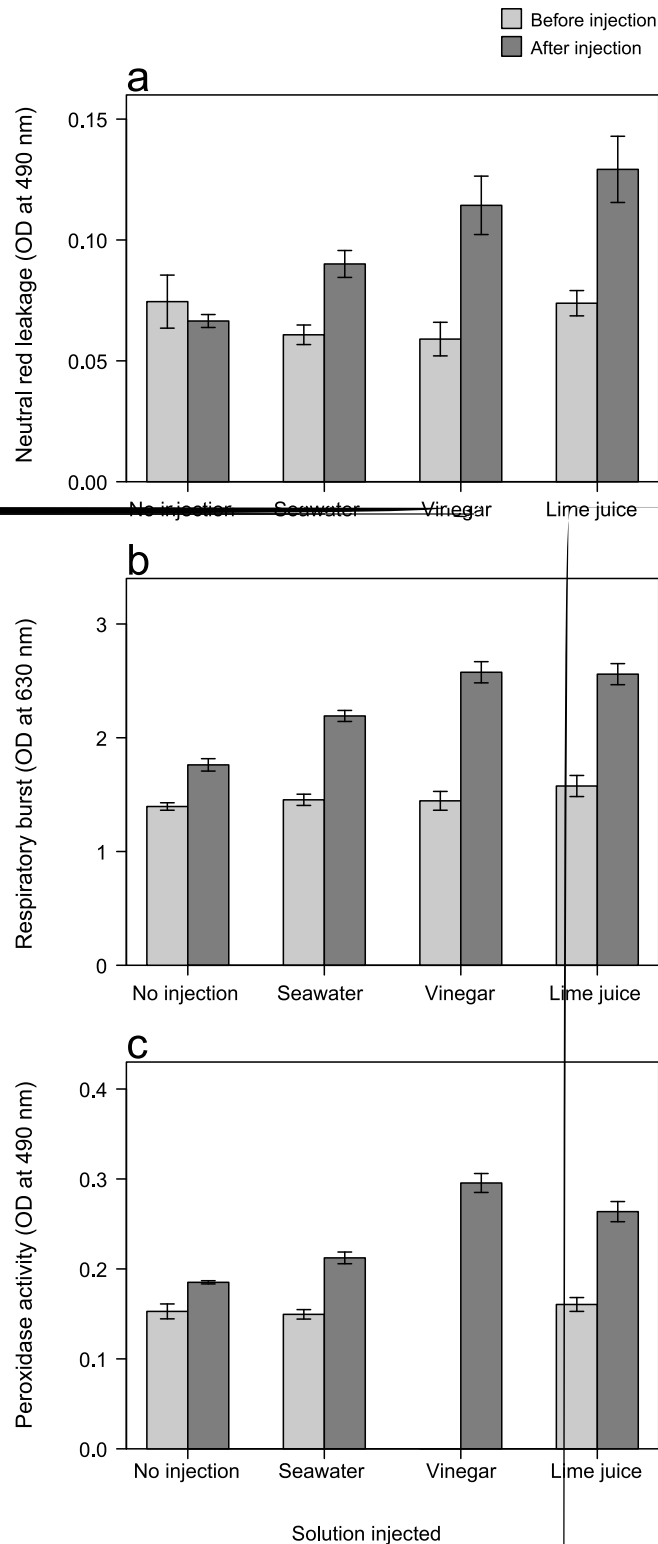 Before injection
After injection
a
Neutral red leakage (OD at 490 nm)
0.15
0.10
0.05
0.00
No injection Seawater Vinegar Lime juice
b
Respiratory burst (OD at 630 nm)
3
2
1
0
No injection Seawater Vinegar Lime juice
c
Peroxidase activity (OD at 490 nm)
0.4
0.3
0.2
0.1
0.0
No injection Seawater Vinegar Lime juice
Solution injected